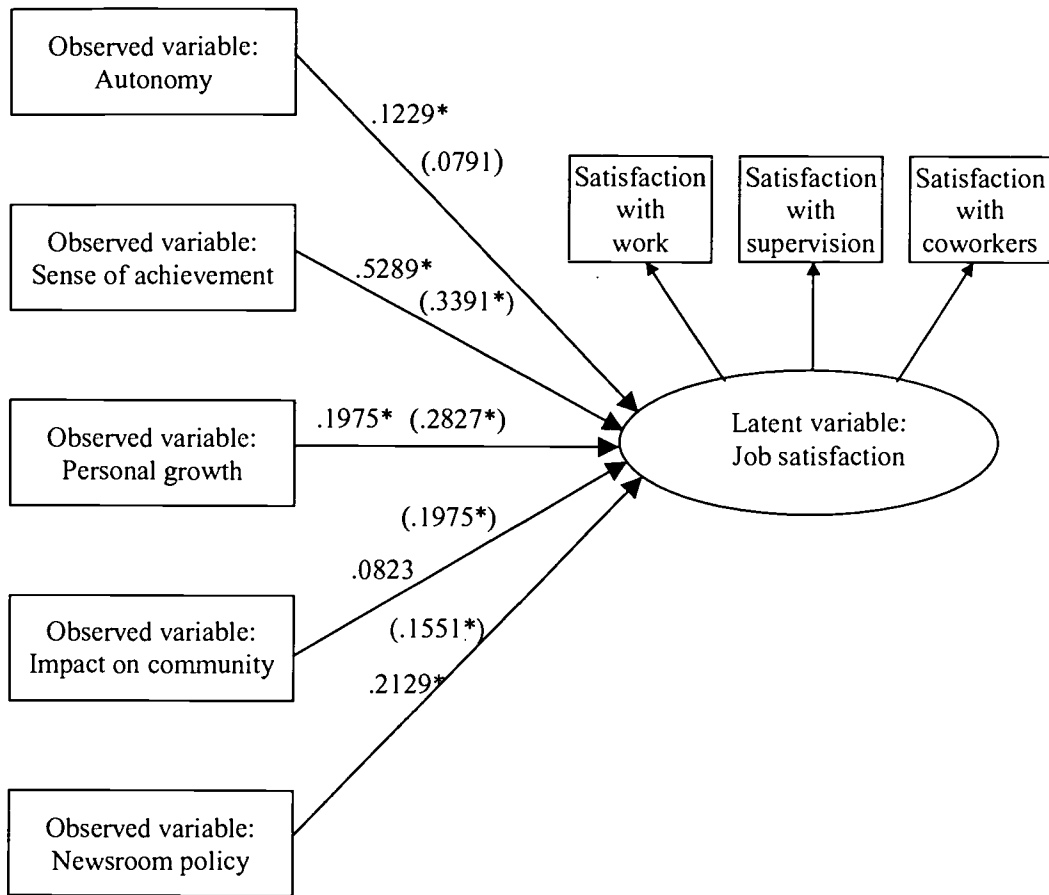 Observed variable:
Autonomy
.1229*
(.0791)
Satisfaction
with
work
Satisfaction
with
supervision
Satisfaction
with
coworkers
Observed variable:
Sense of achievement
.5289*
(.3391*)
Observed variable:
Personal growth
.1975* (.2827*)
Latent variable:
Job satisfaction
(.1975*)
.0823
Observed variable:
Impact on community
(.1551*)
.2129*
Observed variable:
Newsroom policy